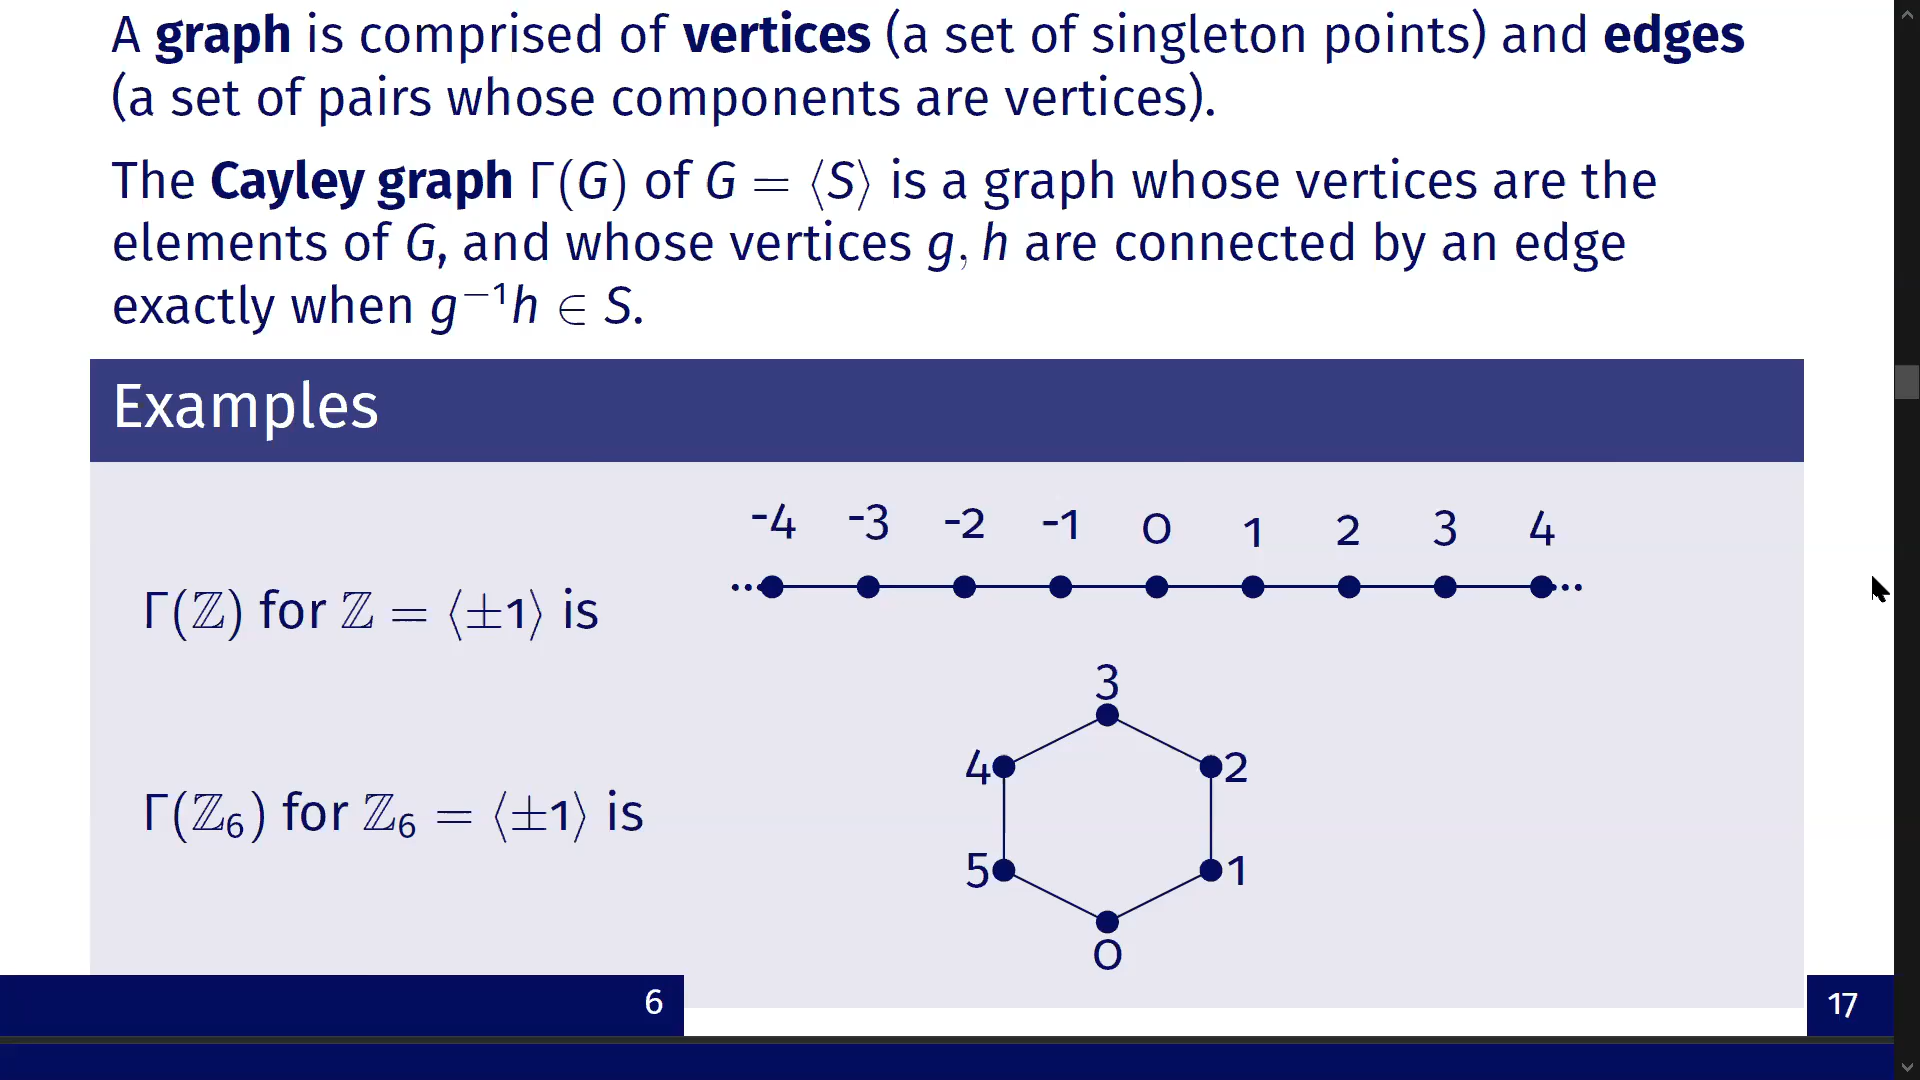 A graph is comprised of vertices (a set of singleton points) and edges
(a set of pairs whose components are vertices).
The Cayley graph Γ(G) of G = ⟨S⟩ is a graph whose vertices are the
elements of G, and whose vertices g, h are connected by an edge
exactly when g⁻¹h ∈ S.
Examples
-4 -3 -2 -1 0 1 2 3 4
Γ(ℤ) for ℤ = ⟨±1⟩ is
3
4 2
Γ(ℤ₆) for ℤ₆ = ⟨±1⟩ is
5 1
0
6 17